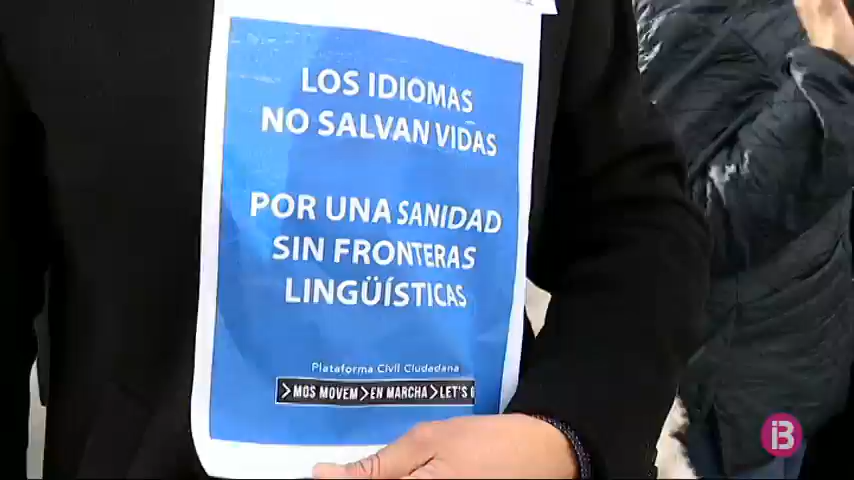 LOS IDIOMAS
NO SALVAN VIDAS
POR UNA SANIDAD
SIN FRONTERAS
LINGÜÍSTICAS
Plataforma Civil Ciudadana
>MOS MOVEM>EN MARCHA>LET'S
IB